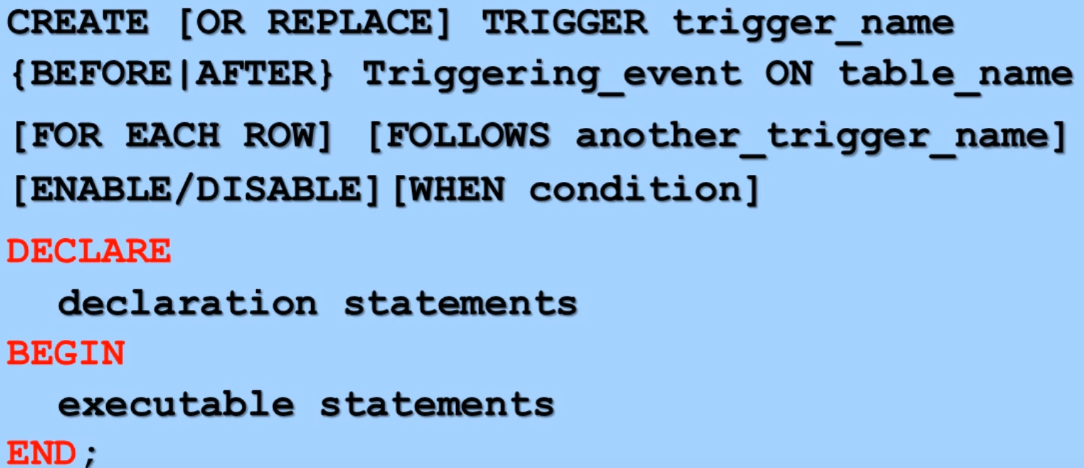 CREATE [OR REPLACE] TRIGGER trigger_name
{BEFORE|AFTER} Triggering_event ON table_name
[FOR EACH ROW] [FOLLOWS another_trigger_name]
[ENABLE/DISABLE][WHEN condition]
DECLARE
declaration statements
BEGIN
executable statements
END;